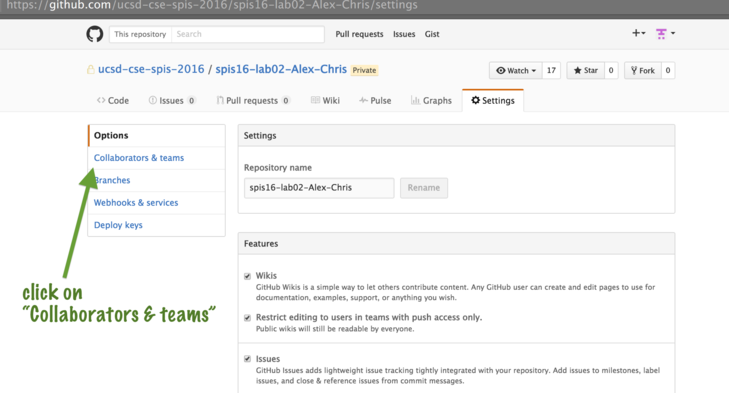 https://github.com/ucsd-cse-spis-2016/spis16-lab02-Alex-Chris/settings
This repository Search Pull requests Issues Gist
ucsd-cse-spis-2016 / spis16-lab02-Alex-Chris Private Watch 17 Star 0 Fork 0
Code Issues 0 Pull requests 0 Wiki Pulse Graphs Settings
Options
Collaborators & teams
Branches
Webhooks & services
Deploy keys
Settings
Repository name
spis16-lab02-Alex-Chris Rename
Features
Wikis
GitHub Wikis is a simple way to let others contribute content. Any GitHub user can create and edit pages to use for
documentation, examples, support, or anything you wish.
Restrict editing to users in teams with push access only.
Public wikis will still be readable by everyone.
Issues
GitHub Issues adds lightweight issue tracking tightly integrated with your repository. Add issues to milestones, label
issues, and close & reference issues from commit messages.
click on
"Collaborators & teams"